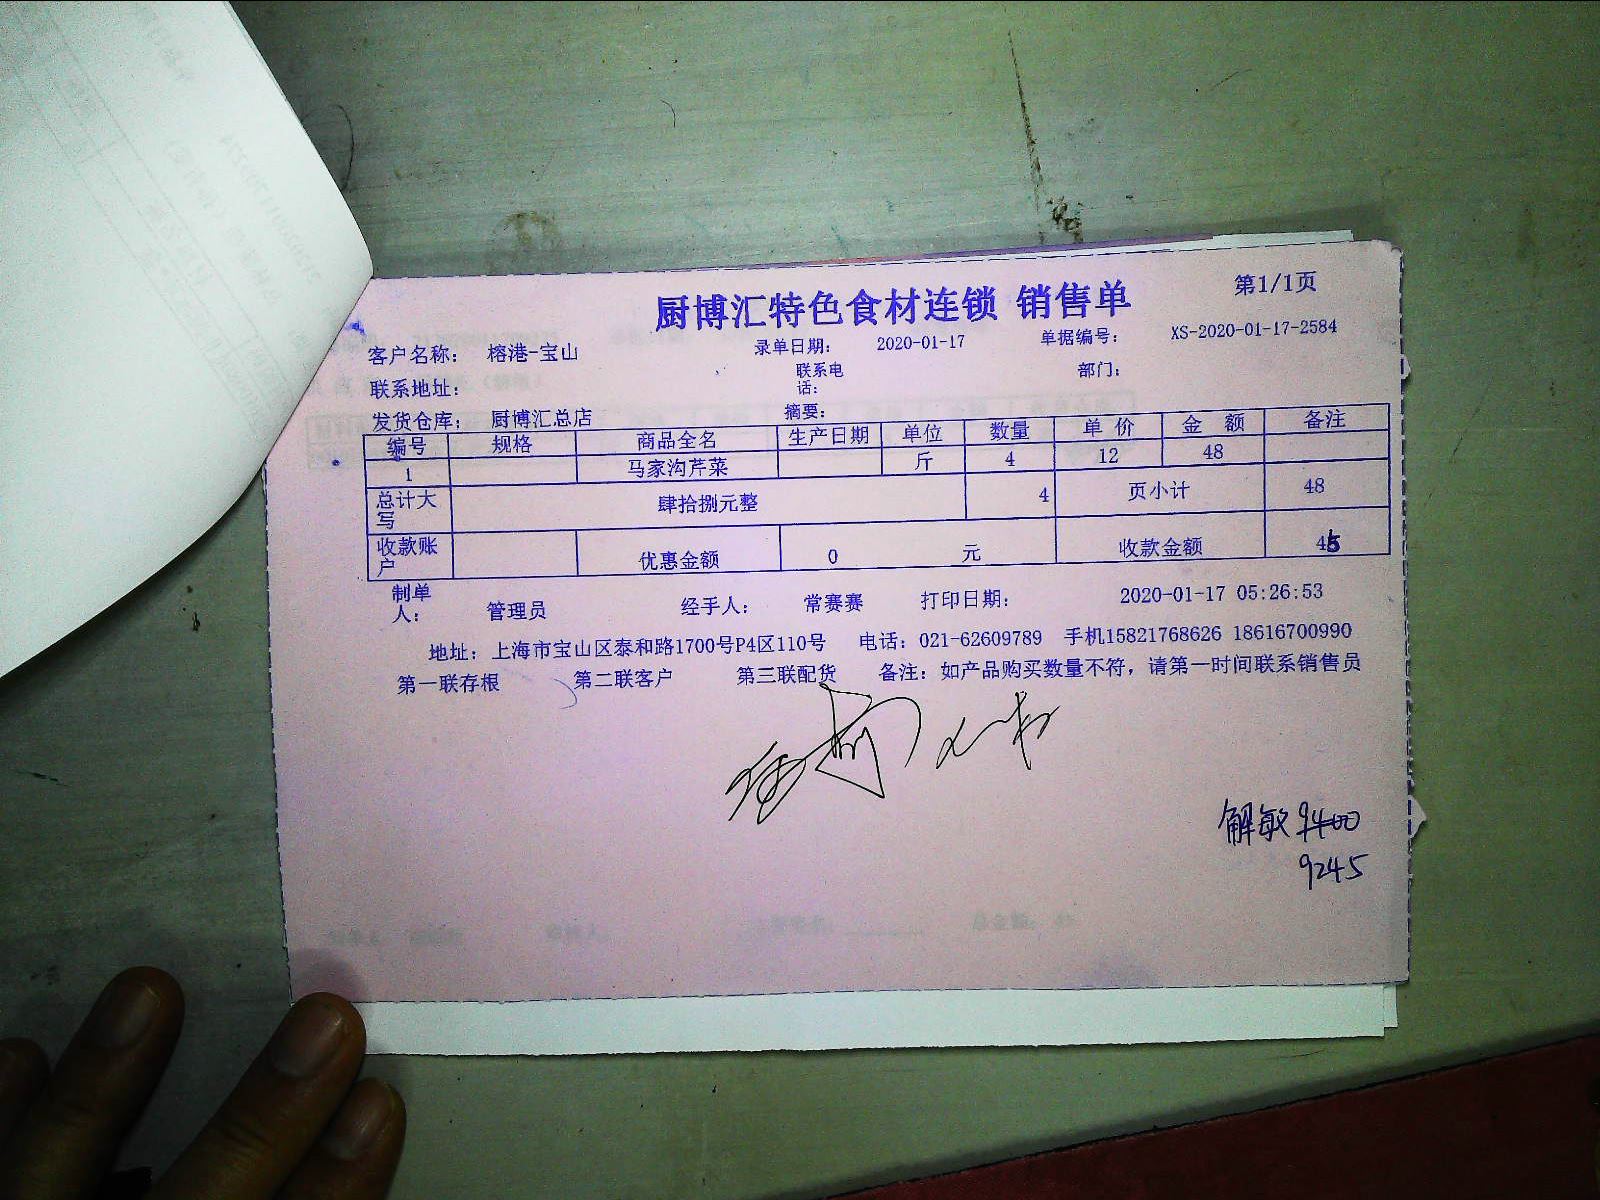 第1/1页
厨博汇特色食材连锁 销售单
客户名称: 榕港-宝山 录单日期: 2020-01-17 单据编号: XS-2020-01-17-2584
联系地址: 联系电话: 部门:
发货仓库: 厨博汇总店 摘要:
编号 规格 商品全名 生产日期 单位 数量 单价 金额 备注
1 马家沟芹菜 斤 4 12 48
总计大写 肆拾捌元整 4 页小计 48
收款账户 优惠金额 0 元 收款金额
制单人: 管理员 经手人: 常赛赛 打印日期: 2020-01-17 05:26:53
地址: 上海市宝山区泰和路1700号P4区110号 电话: 021-62609789 手机15821768626 18616700990
第一联存根 第二联客户 第三联配货 备注: 如产品购买数量不符, 请第一时间联系销售员
解敏 9400
9245